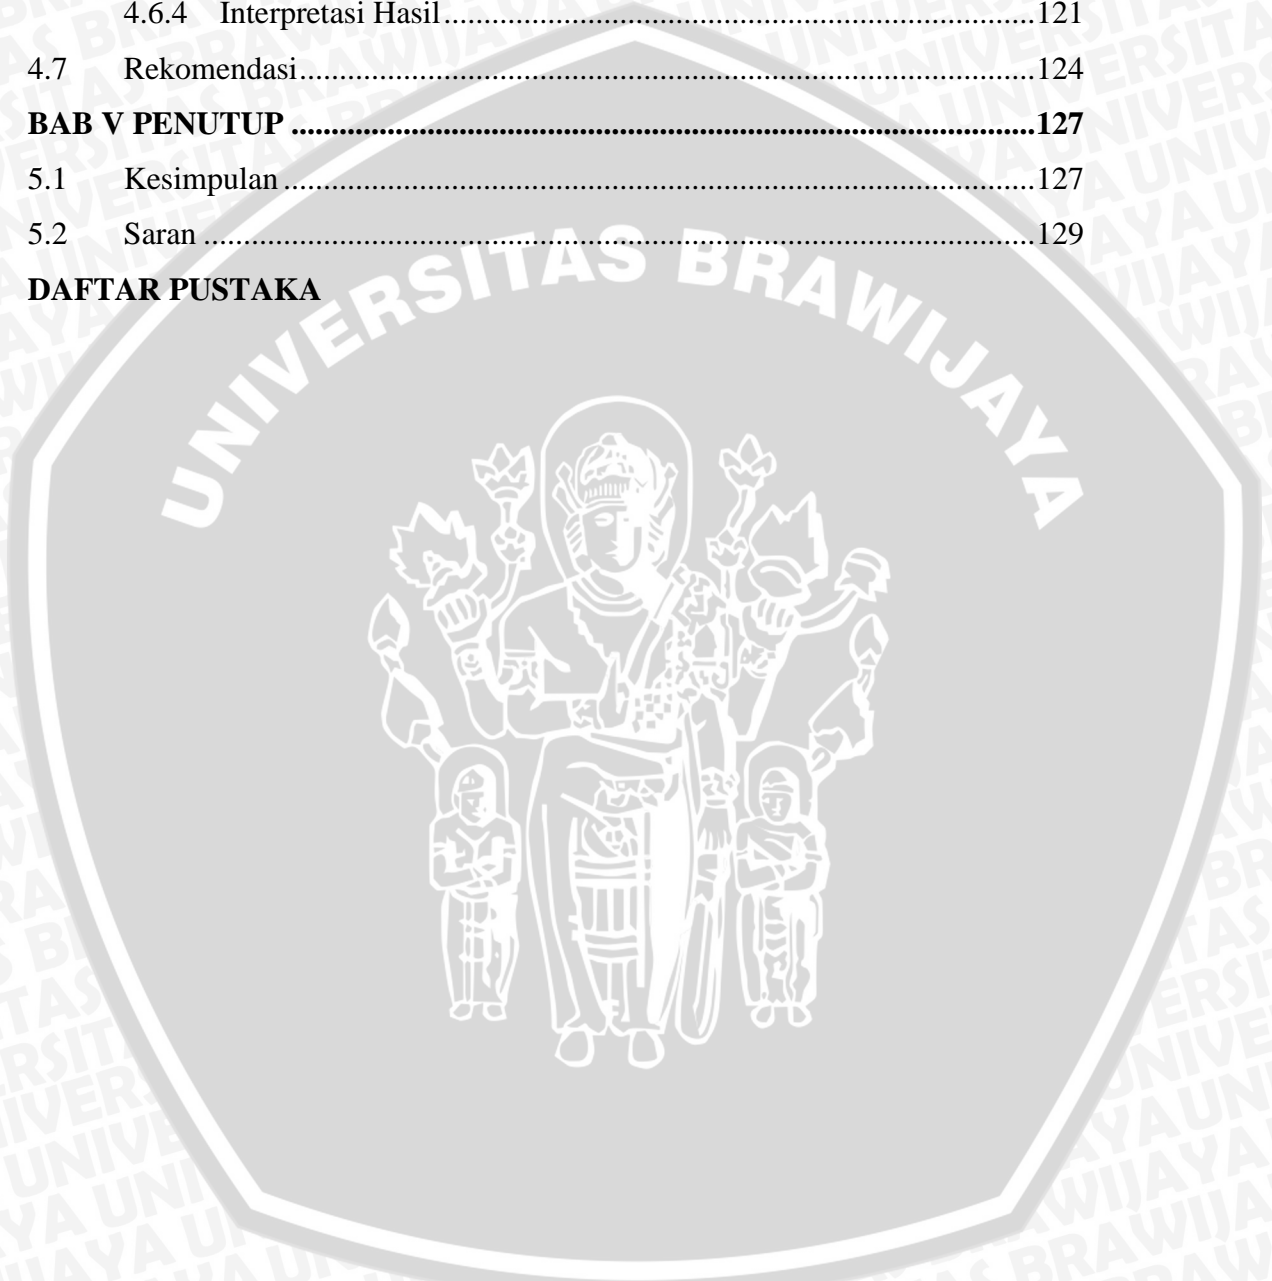 4.6.4 Interpretasi Hasil..........................................................................121
4.7 Rekomendasi............................................................................................124
BAB V PENUTUP .............................................................................................127
5.1 Kesimpulan ..............................................................................................127
5.2 Saran ........................................................................................................129
DAFTAR PUSTAKA
UNIVERSITAS BRAWIJAYA